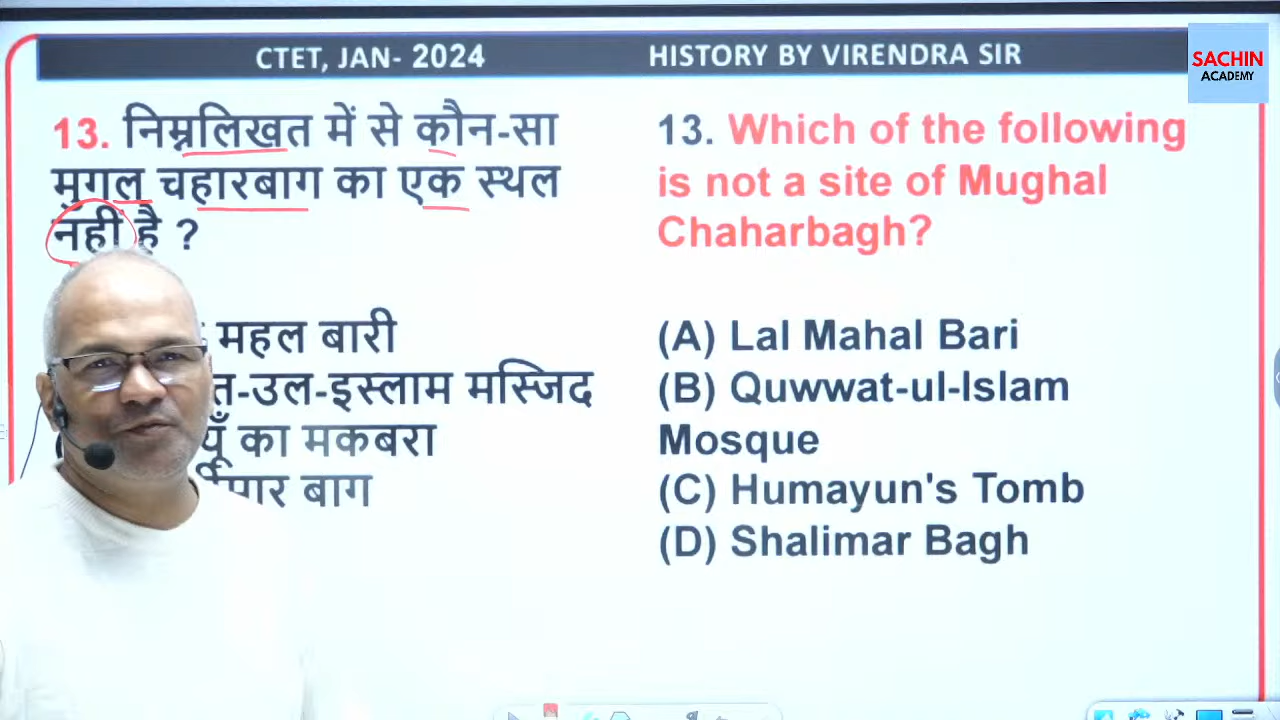 CTET, JAN- 2024
HISTORY BY VIRENDRA SIR
SACHIN
ACADEMY
13. निम्नलिखत में से कौन-सा
मुगल चहारबाग का एक स्थल
नहीं है ?
महल बारी
त-उल-इस्लाम मस्जिद
यूँ का मकबरा
बाग
13. Which of the following
is not a site of Mughal
Chaharbagh?
(A) Lal Mahal Bari
(B) Quwwat-ul-Islam
Mosque
(C) Humayun's Tomb
(D) Shalimar Bagh